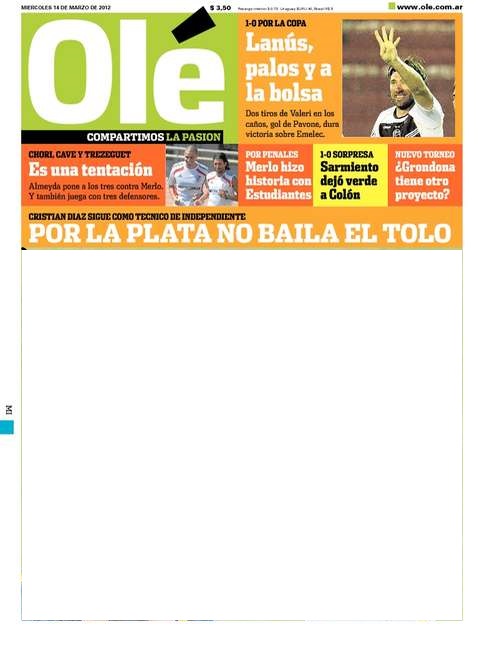 MIERCOLES 14 DE MARZO DE 2012
$ 3,50
www.ole.com.ar
Olé
COMPARTIMOS LA PASION
1-0 POR LA COPA
Lanús,
palos y a
la bolsa
Dos tiros de Valeri en los
caños, gol de Pavone, dura
victoria sobre Emelec.
CHORI, CAVE Y TREZEGUET
Es una tentación
Almeyda pone a los tres contra Merlo.
Y también juega con tres defensores.
POR PENALES
Merlo hizo
historia con
Estudiantes
1-0 SORPRESA
Sarmiento
dejó verde
a Colón
NUEVO TORNEO
¿Grondona
tiene otro
proyecto?
CRISTIAN DIAZ SIGUE COMO TECNICO DE INDEPENDIENTE
POR LA PLATA NO BAILA EL TOLO
MI